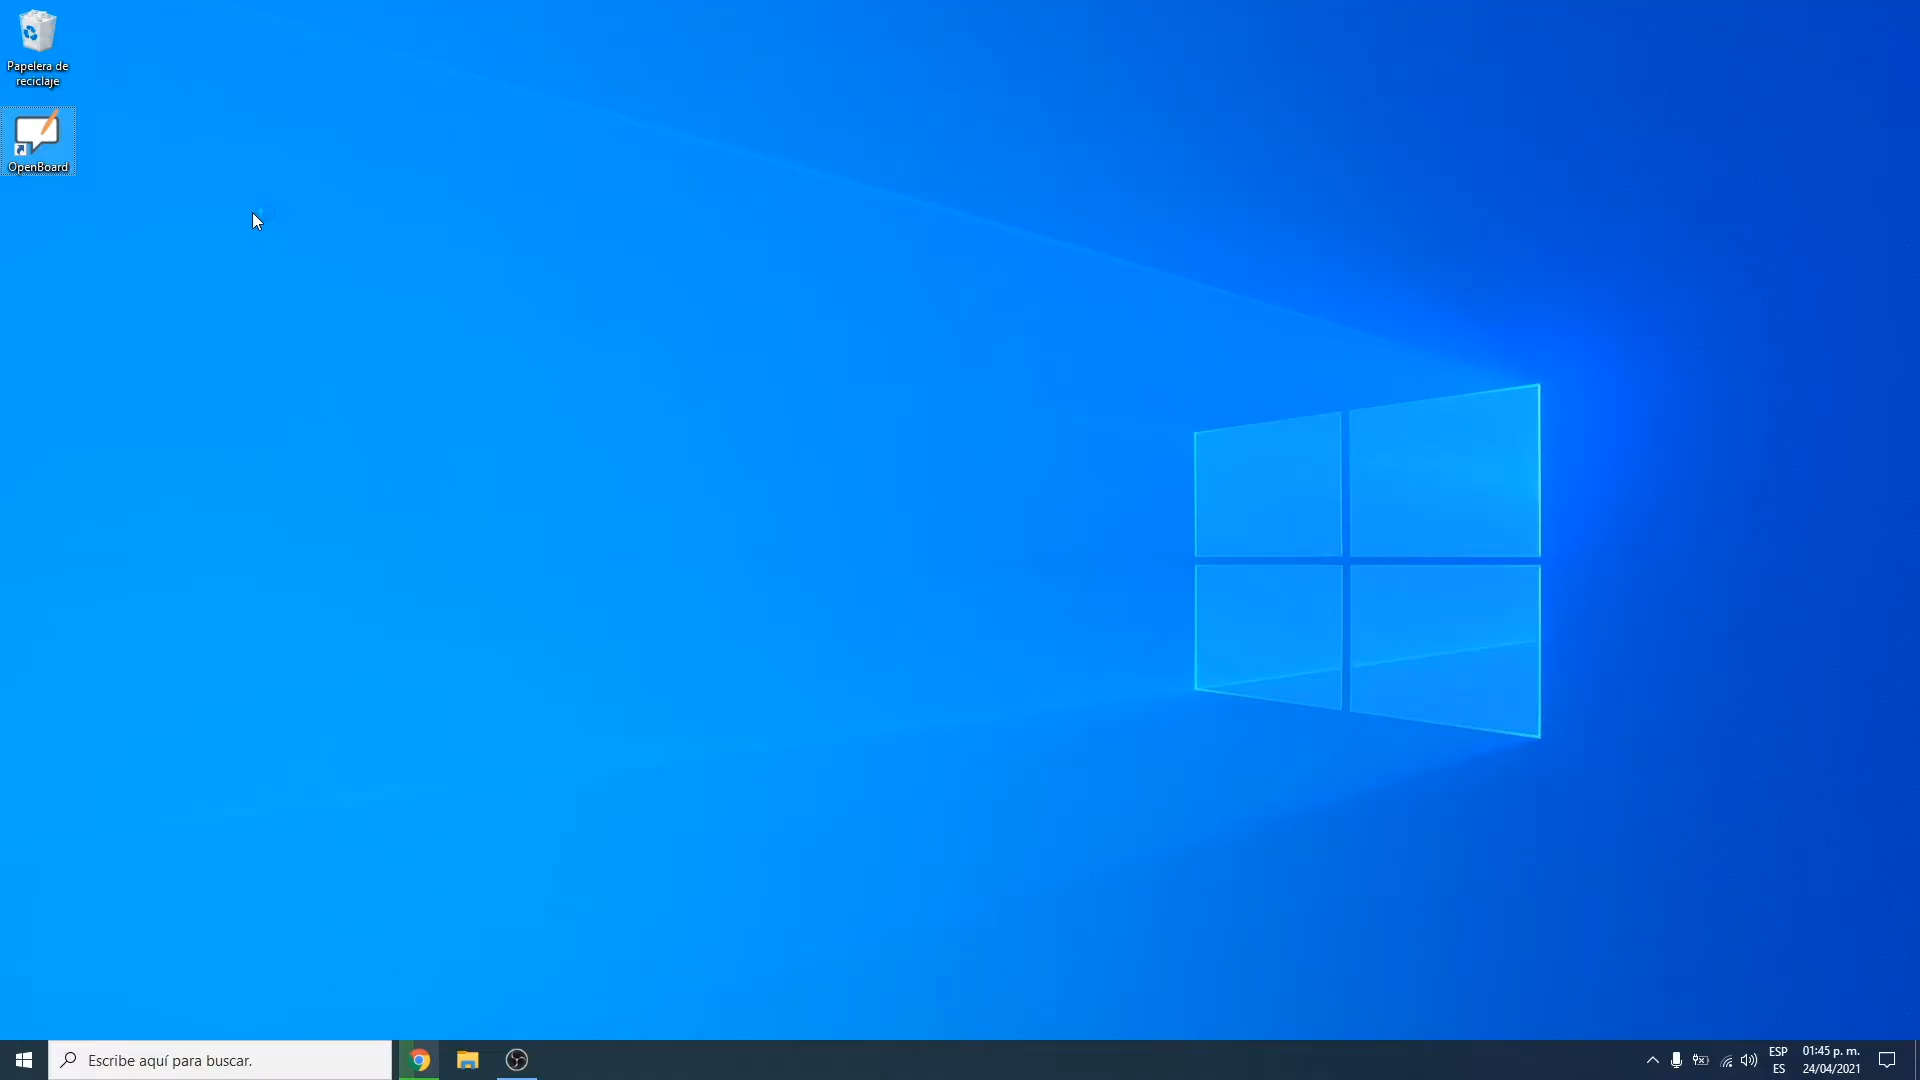 Papelera de
reciclaje
OpenBoard
Escribe aquí para buscar.
ESP
ES
01:45 p. m.
24/04/2021